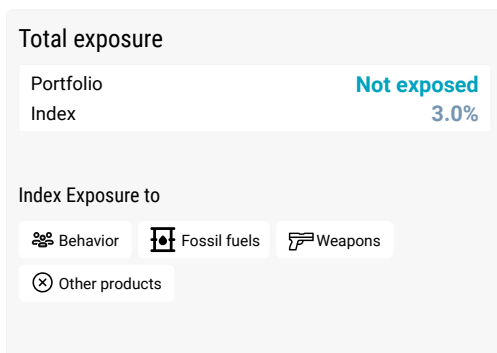 Total exposure
Portfolio Not exposed
Index 3.0%
Index Exposure to
Behavior Fossil fuels Weapons
Other products